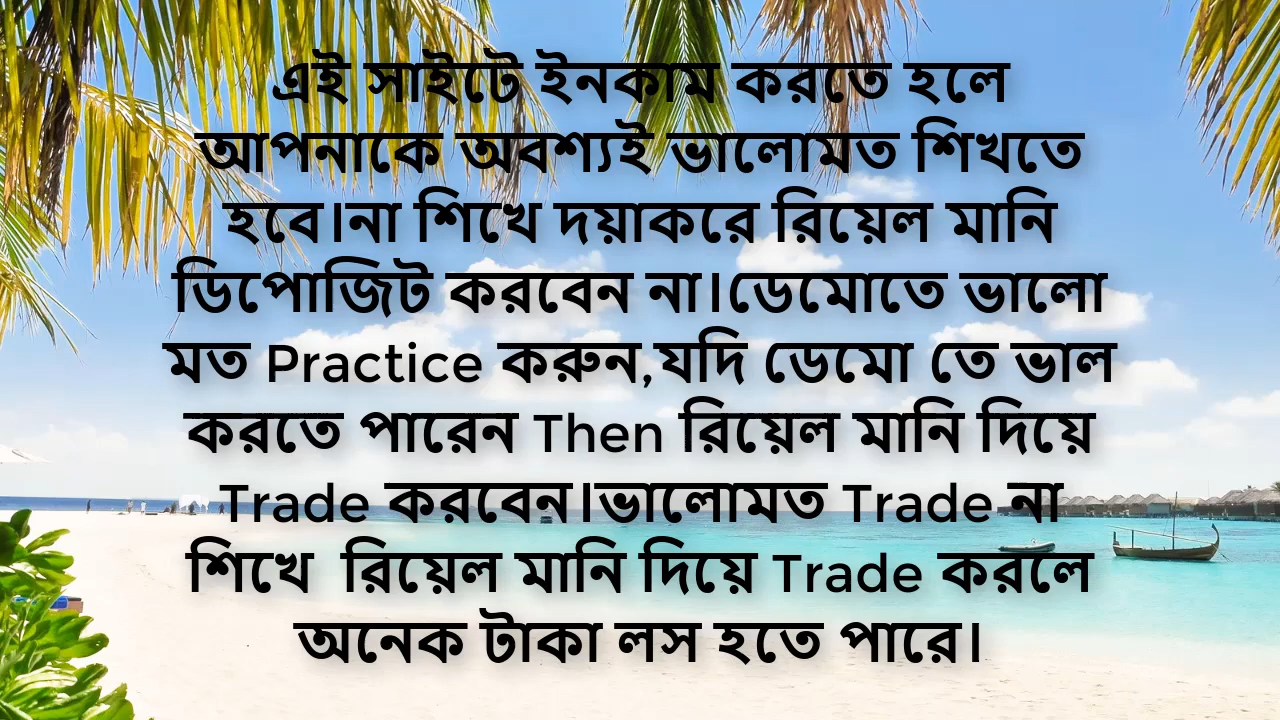 এই সাইটে ইনকাম করতে হলে
আপনাকে অবশ্যই ভালোমত শিখতে
হবে।না শিখে দয়াকরে রিয়েল মানি
ডিপোজিট করবেন না।ডেমোতে ভালো
মত Practice করুন,যদি ডেমো তে ভাল
করতে পারেন Then রিয়েল মানি দিয়ে
Trade করবেন।ভালোমত Trade না
শিখে রিয়েল মানি দিয়ে Trade করলে
অনেক টাকা লস হতে পারে।